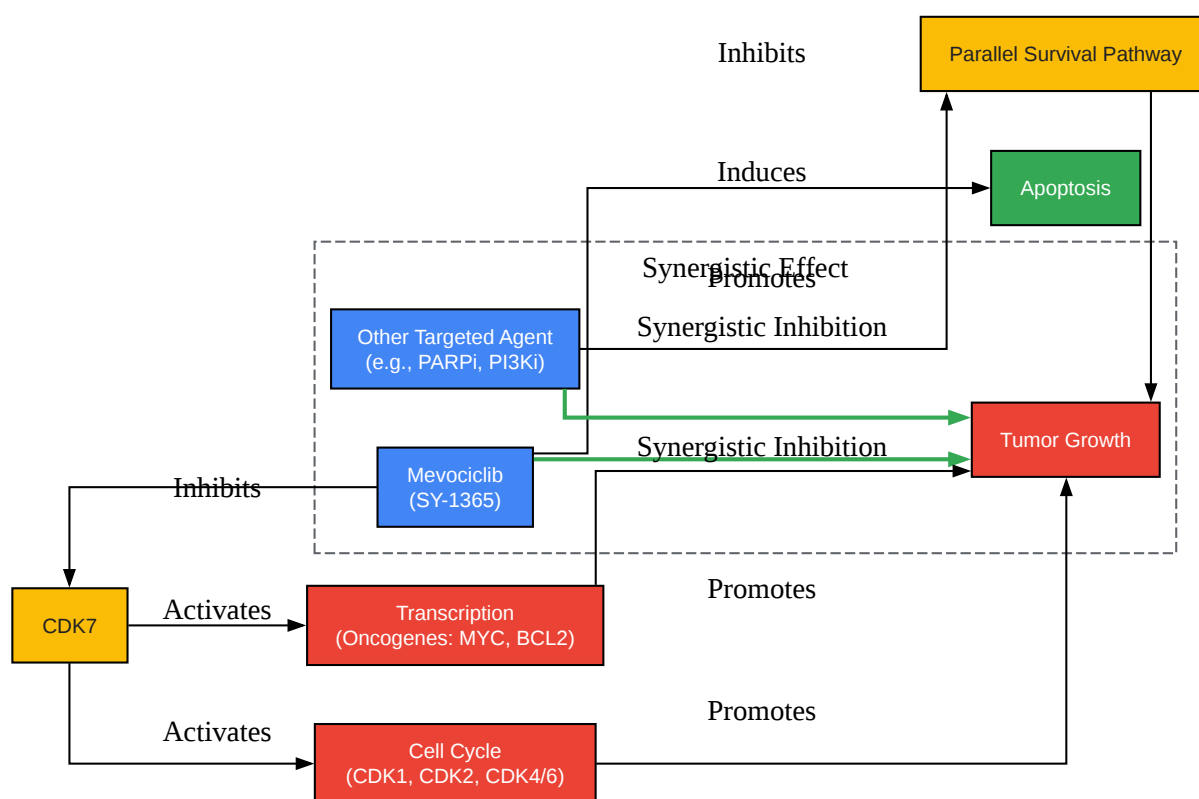 Inhibits
Parallel Survival Pathway
Induces
Apoptosis
Synergistic Effect
Promotes
Other Targeted Agent
(e.g., PARPi, PI3Ki)
Synergistic Inhibition
Tumor Growth
Synergistic Inhibition
Mevociclib
(SY-1365)
Inhibits
CDK7
Activates
Transcription
(Oncogenes: MYC, BCL2)
Promotes
Activates
Cell Cycle
(CDK1, CDK2, CDK4/6)
Promotes